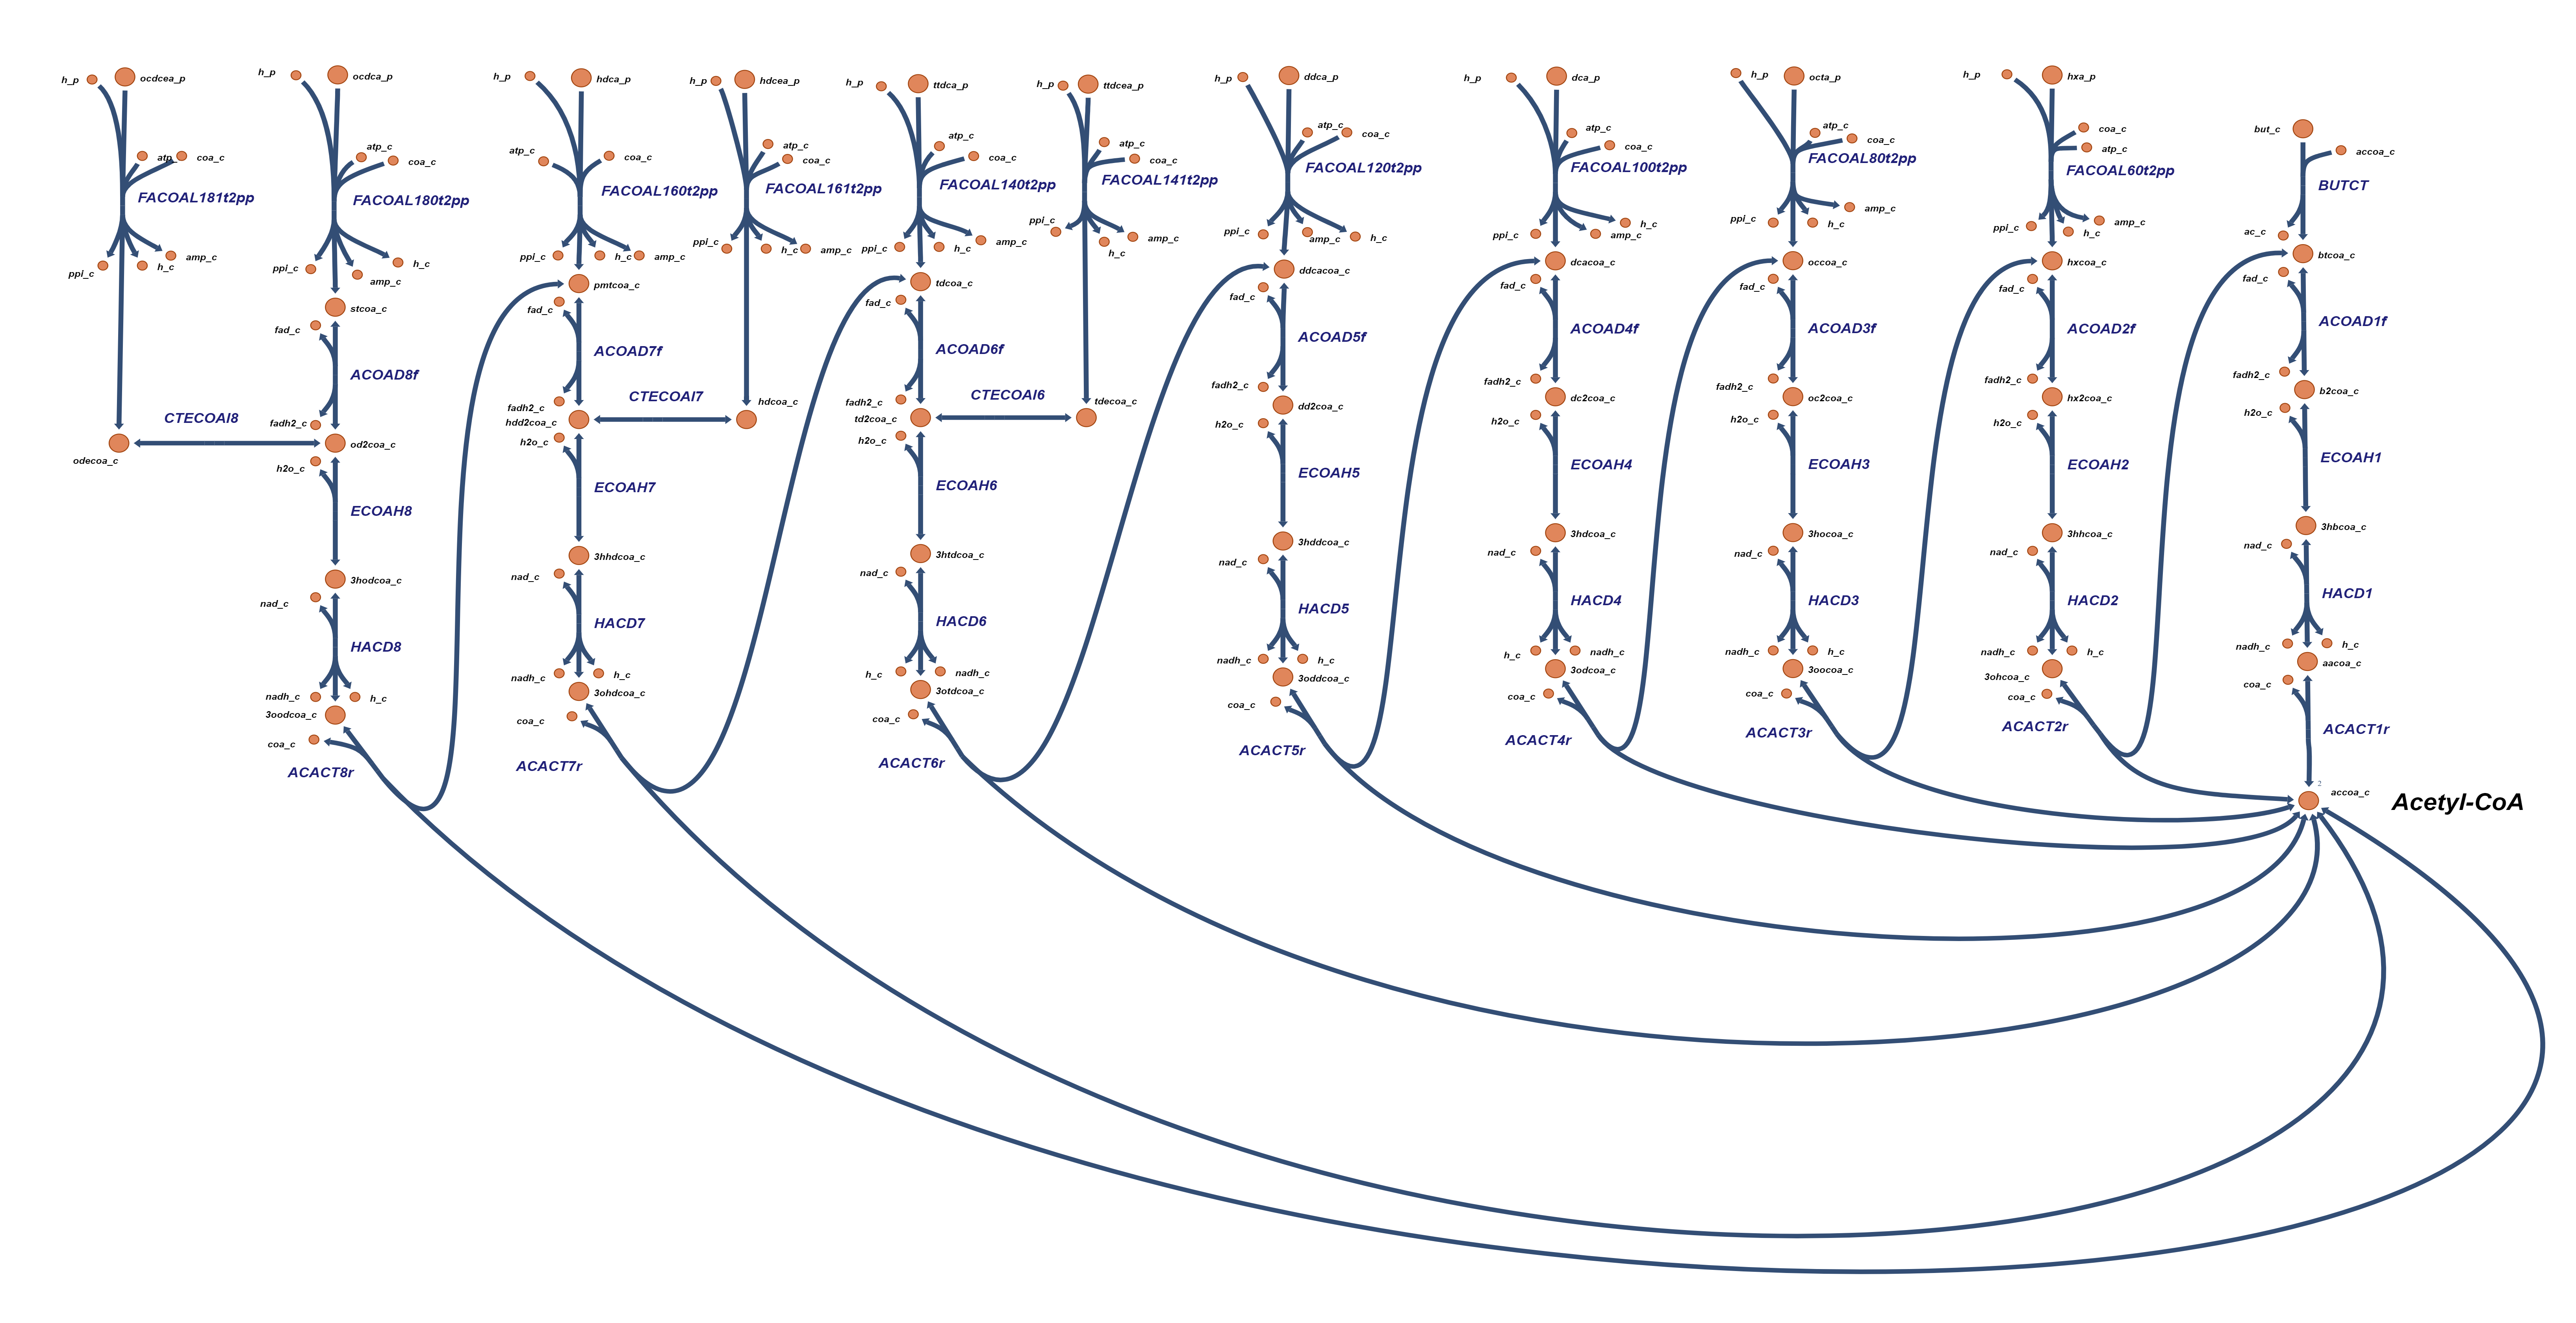 h_p
ocdcea_p
atp_c
coa_c
FACOAL181t2pp
ppi_c
h_c
amp_c
odecoa_c
CTECOAI8
h_p
ocdca_p
atp_c
coa_c
FACOAL180t2pp
ppi_c
amp_c
h_c
stcoa_c
fad_c
ACOAD8f
fadh2_c
od2coa_c
h2o_c
ECOAH8
3hodcoa_c
nad_c
HACD8
nadh_c
h_c
3oodcoa_c
coa_c
ACACT8r
h_p
hdca_p
atp_c
coa_c
FACOAL160t2pp
ppi_c
h_c
amp_c
pmtcoa_c
fad_c
ACOAD7f
fadh2_c
hdd2coa_c
h2o_c
CTECOAI7
ECOAH7
3hhdcoa_c
nad_c
HACD7
nadh_c
h_c
3ohdcoa_c
coa_c
ACACT7r
h_p
hdcea_p
atp_c
coa_c
FACOAL161t2pp
ppi_c
h_c
amp_c
hdcoa_c
h_p
ttdca_p
atp_c
coa_c
FACOAL140t2pp
ppi_c
h_c
amp_c
tdcoa_c
fad_c
ACOAD6f
fadh2_c
td2coa_c
h2o_c
CTECOAI6
ECOAH6
3htdcoa_c
nad_c
HACD6
h_c
nadh_c
3otdcoa_c
coa_c
ACACT6r
h_p
ttdcea_p
atp_c
coa_c
FACOAL141t2pp
ppi_c
h_c
amp_c
tdecoa_c
h_p
ddca_p
atp_c
coa_c
FACOAL120t2pp
ppi_c
amp_c
h_c
ddcacoa_c
fad_c
ACOAD5f
fadh2_c
dd2coa_c
h2o_c
ECOAH5
3hddcoa_c
nad_c
HACD5
nadh_c
h_c
3oddcoa_c
coa_c
ACACT5r
h_p
dca_p
atp_c
coa_c
FACOAL100t2pp
ppi_c
amp_c
h_c
dcacoa_c
fad_c
ACOAD4f
fadh2_c
dc2coa_c
h2o_c
ECOAH4
3hdcoa_c
nad_c
HACD4
h_c
nadh_c
3odcoa_c
coa_c
ACACT4r
h_p
octa_p
atp_c
coa_c
FACOAL80t2pp
ppi_c
h_c
amp_c
occoa_c
fad_c
ACOAD3f
fadh2_c
oc2coa_c
h2o_c
ECOAH3
3hocoa_c
nad_c
HACD3
nadh_c
h_c
3oocoa_c
coa_c
ACACT3r
h_p
hxa_p
coa_c
atp_c
FACOAL60t2pp
ppi_c
h_c
amp_c
hxcoa_c
fad_c
ACOAD2f
fadh2_c
hx2coa_c
h2o_c
ECOAH2
3hhcoa_c
nad_c
HACD2
nadh_c
h_c
3ohcoa_c
coa_c
ACACT2r
but_c
accoa_c
BUTCT
ac_c
btcoa_c
fad_c
ACOAD1f
fadh2_c
b2coa_c
h2o_c
ECOAH1
3hbcoa_c
nad_c
HACD1
nadh_c
h_c
aacoa_c
coa_c
ACACT1r
2
accoa_c
Acetyl-CoA